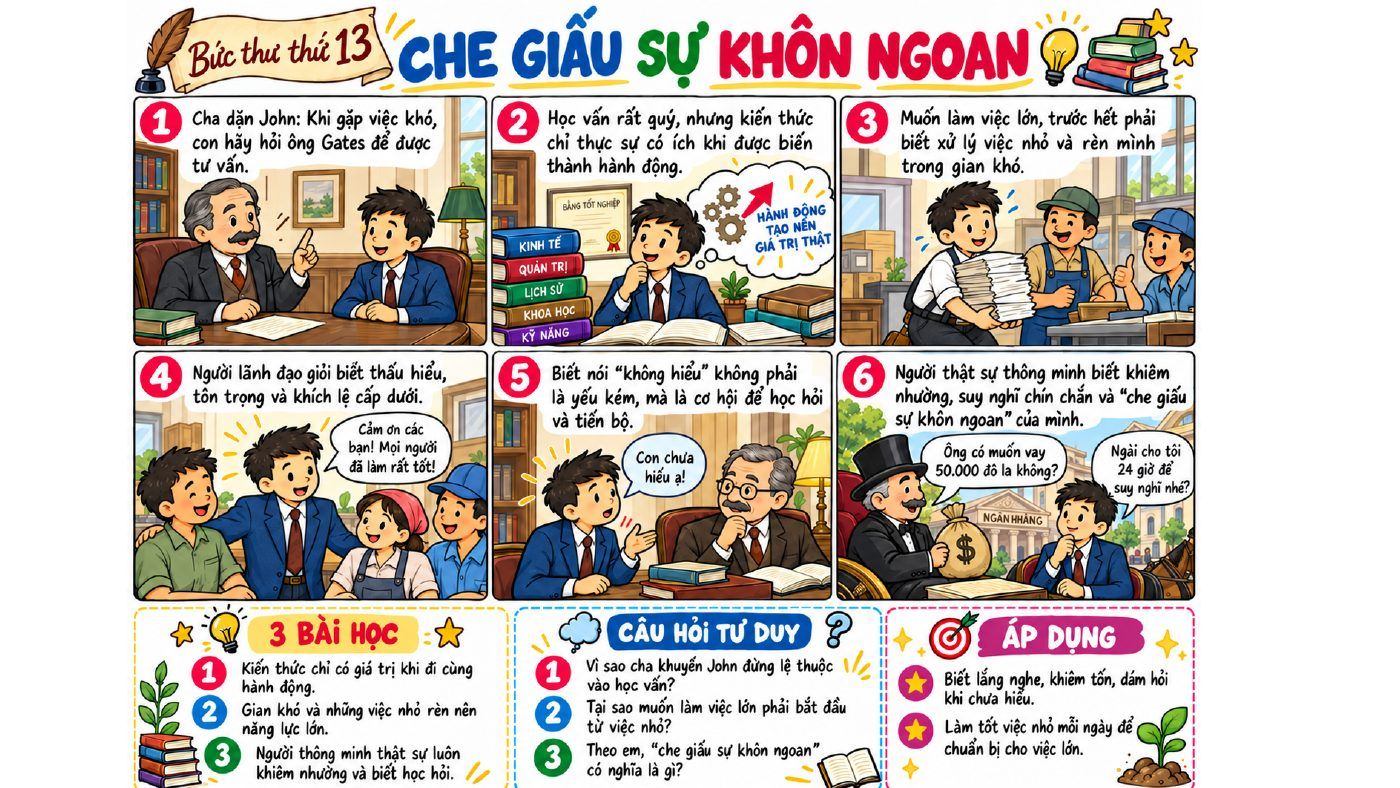 Bức thư thứ 13
CHE GIẤU SỰ KHÔN NGOAN
1
Cha dặn John: Khi gặp việc khó,
con hãy hỏi ông Gates để được
tư vấn.
2
Học vấn rất quý, nhưng kiến thức
chỉ thực sự có ích khi được biến
thành hành động.
BẰNG TỐT NGHIỆP
HÀNH ĐỘNG
TẠO NÊN
GIÁ TRỊ THẬT
KINH TẾ
QUẢN TRỊ
LỊCH SỬ
KHOA HỌC
KỸ NĂNG
3
Muốn làm việc lớn, trước hết phải
biết xử lý việc nhỏ và rèn mình
trong gian khó.
4
Người lãnh đạo giỏi biết thấu hiểu,
tôn trọng và khích lệ cấp dưới.
Cảm ơn các
bạn! Mọi người
đã làm rất tốt!
5
Biết nói “không hiểu” không phải
là yếu kém, mà là cơ hội để học hỏi
và tiến bộ.
Con chưa
hiếu ạ!
6
Người thật sự thông minh biết khiêm
nhường, suy nghĩ chín chắn và “che giấu
sự khôn ngoan” của mình.
Ông có muốn vay
50.000 đô la không?
Ngài cho tôi
24 giờ để
suy nghĩ nhé?
NGÂN HHÀNG
$
3 BÀI HỌC
1
Kiến thức chỉ có giá trị khi đi cùng
hành động.
2
Gian khó và những việc nhỏ rèn nên
năng lực lớn.
3
Người thông minh thật sự luôn
khiêm nhường và biết học hỏi.
CÂU HỎI TƯ DUY
?
1
Vì sao cha khuyến John đừng lệ thuộc
vào học vấn?
2
Tại sao muốn làm việc lớn phải bắt đầu
từ việc nhỏ?
3
Theo em, “che giấu sự khôn ngoan”
có nghĩa là gì?
ÁP DỤNG
Biết lắng nghe, khiêm tốn, dám hỏi
khi chưa hiểu.
Làm tốt việc nhỏ mỗi ngày để
chuẩn bị cho việc lớn.